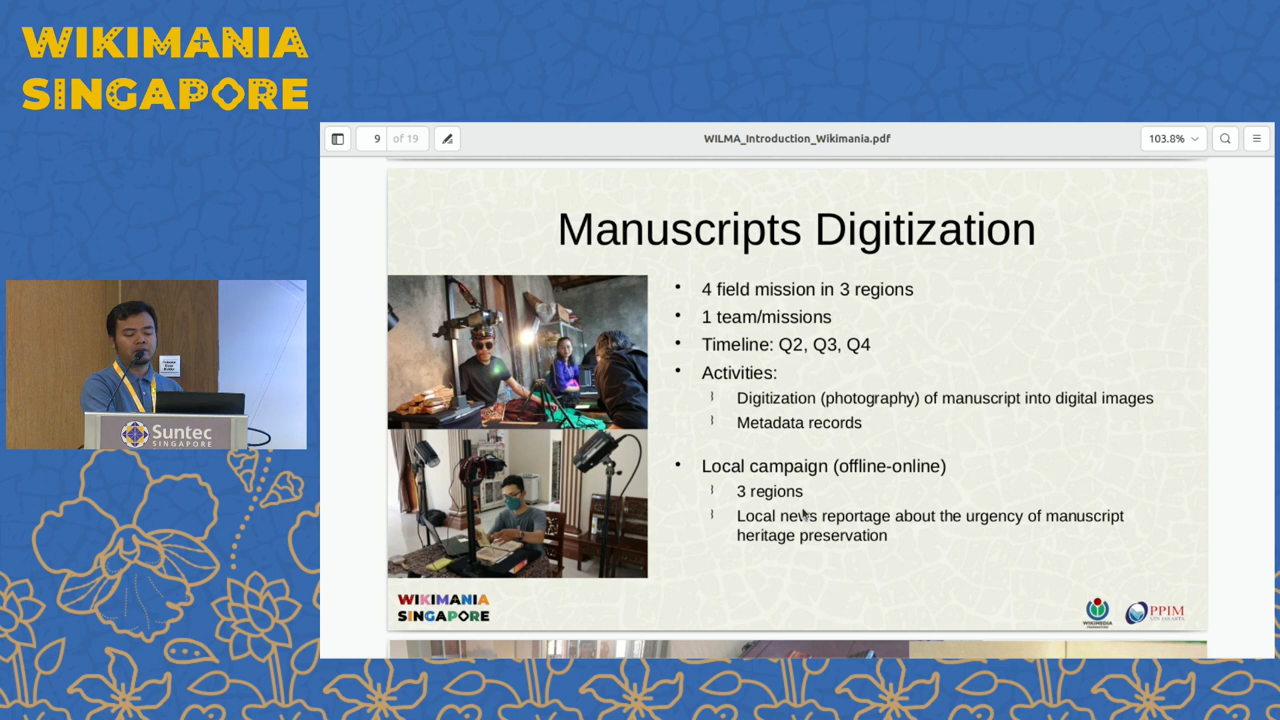 WIKIMANIA
SINGAPORE
9 of 19
WILMA_Introduction_Wikimania.pdf
103.8%
Manuscripts Digitization
4 field mission in 3 regions
1 team/missions
Timeline: Q2, Q3, Q4
Activities:
Digitization (photography) of manuscript into digital images
Metadata records
Local campaign (offline-online)
3 regions
Local news reportage about the urgency of manuscript
heritage preservation
Suntec
SINGAPORE
WIKIMANIA
SINGAPORE
WIKIMEDIA
PPIM
UIN JAKARTA